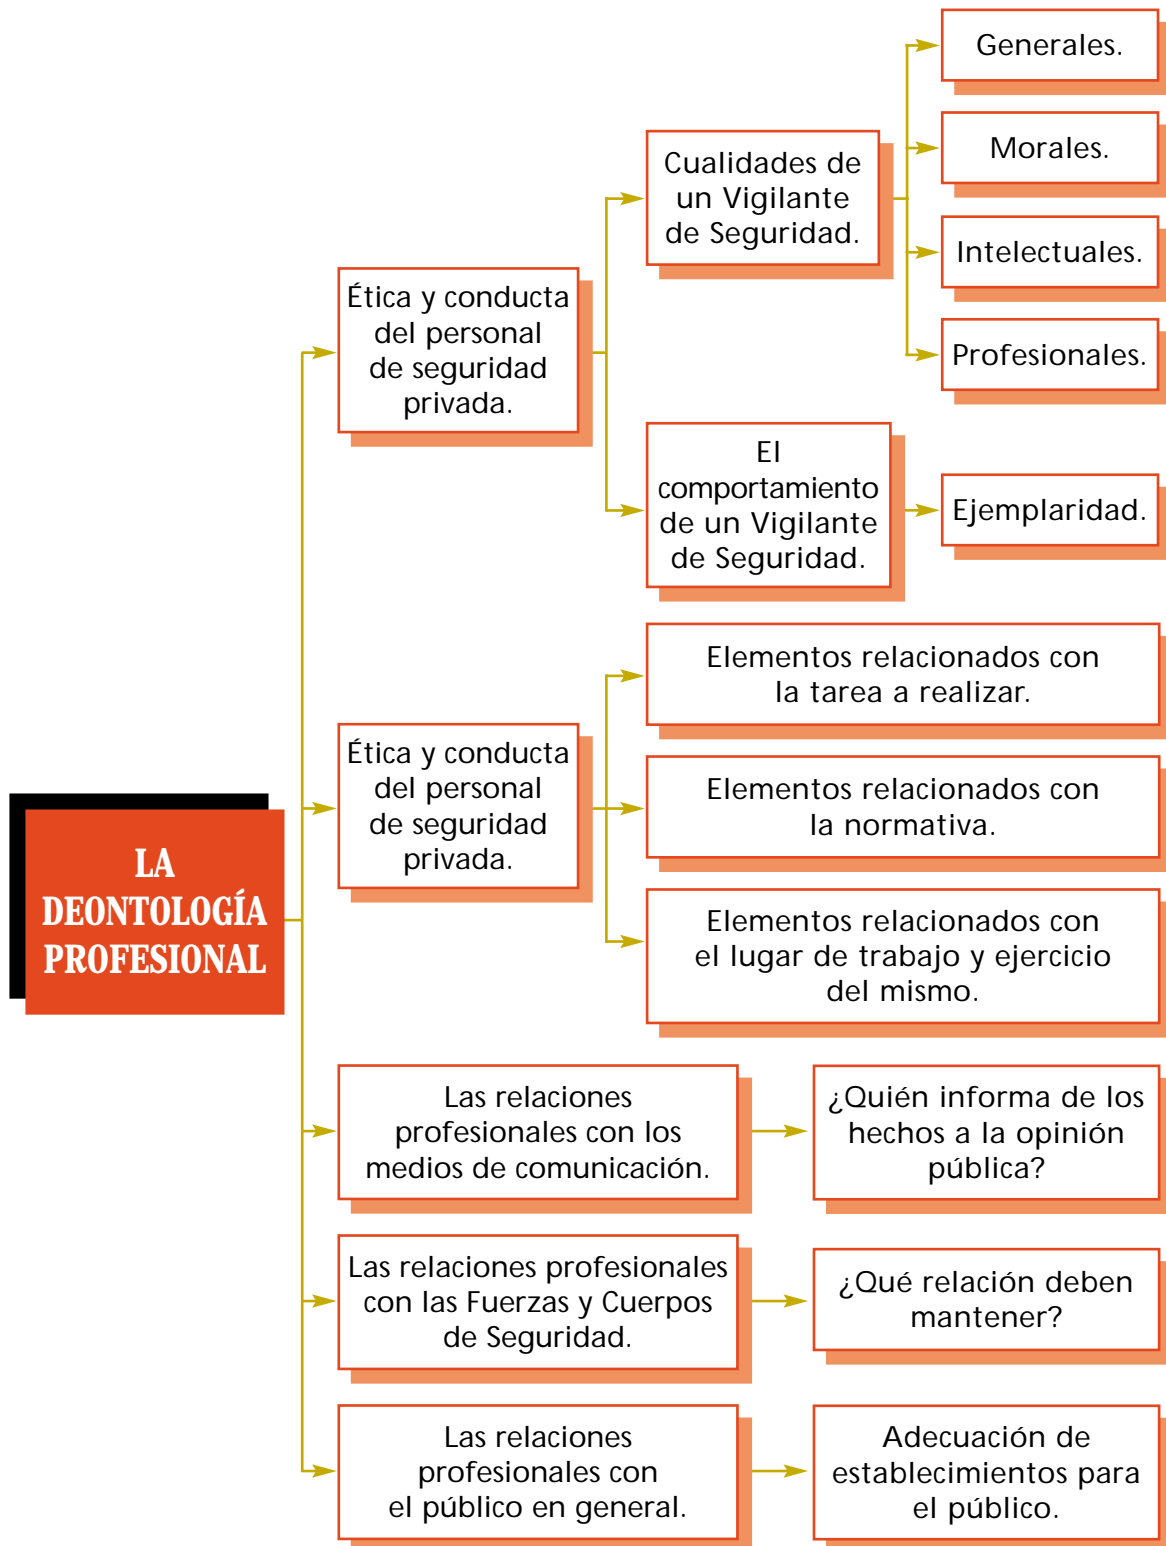 LA
DEONTOLOGÍA
PROFESIONAL
Ética y conducta
del personal
de seguridad
privada.
Cualidades de
un Vigilante
de Seguridad.
Generales.
Morales.
Intelectuales.
Profesionales.
El
comportamiento
de un Vigilante
de Seguridad.
Ejemplaridad.
Ética y conducta
del personal
de seguridad
privada.
Elementos relacionados con
la tarea a realizar.
Elementos relacionados con
la normativa.
Elementos relacionados con
el lugar de trabajo y ejercicio
del mismo.
Las relaciones
profesionales con los
medios de comunicación.
¿Quién informa de los
hechos a la opinión
pública?
Las relaciones profesionales
con las Fuerzas y Cuerpos
de Seguridad.
¿Qué relación deben
mantener?
Las relaciones
profesionales con
el público en general.
Adecuación de
establecimientos para
el público.